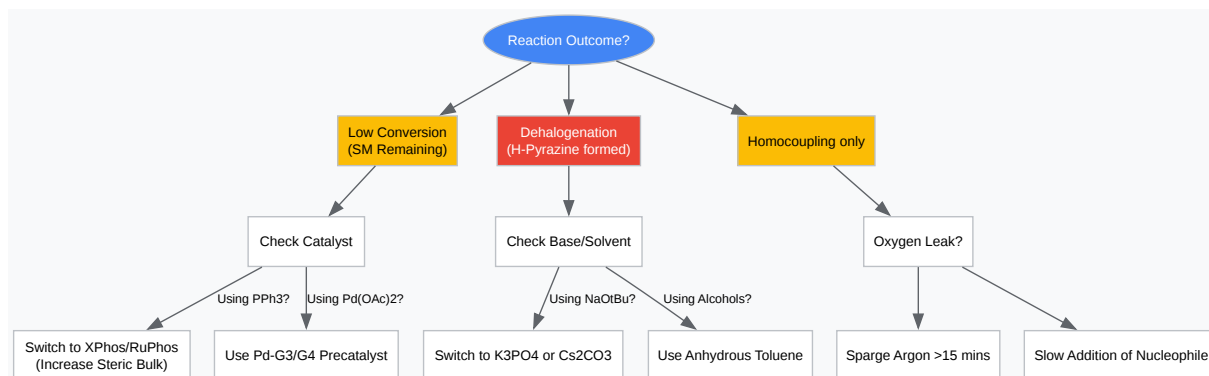 Reaction Outcome?
Low Conversion
(SM Remaining)
Dehalogenation
(H-Pyrazine formed)
Homocoupling only
Check Catalyst
Check Base/Solvent
Oxygen Leak?
Using PPh3?
Using Pd(OAc)2?
Using NaOtBu?
Using Alcohols?
Switch to XPhos/RuPhos
(Increase Steric Bulk)
Use Pd-G3/G4 Precatalyst
Switch to K3PO4 or Cs2CO3
Use Anhydrous Toluene
Sparge Argon >15 mins
Slow Addition of Nucleophile